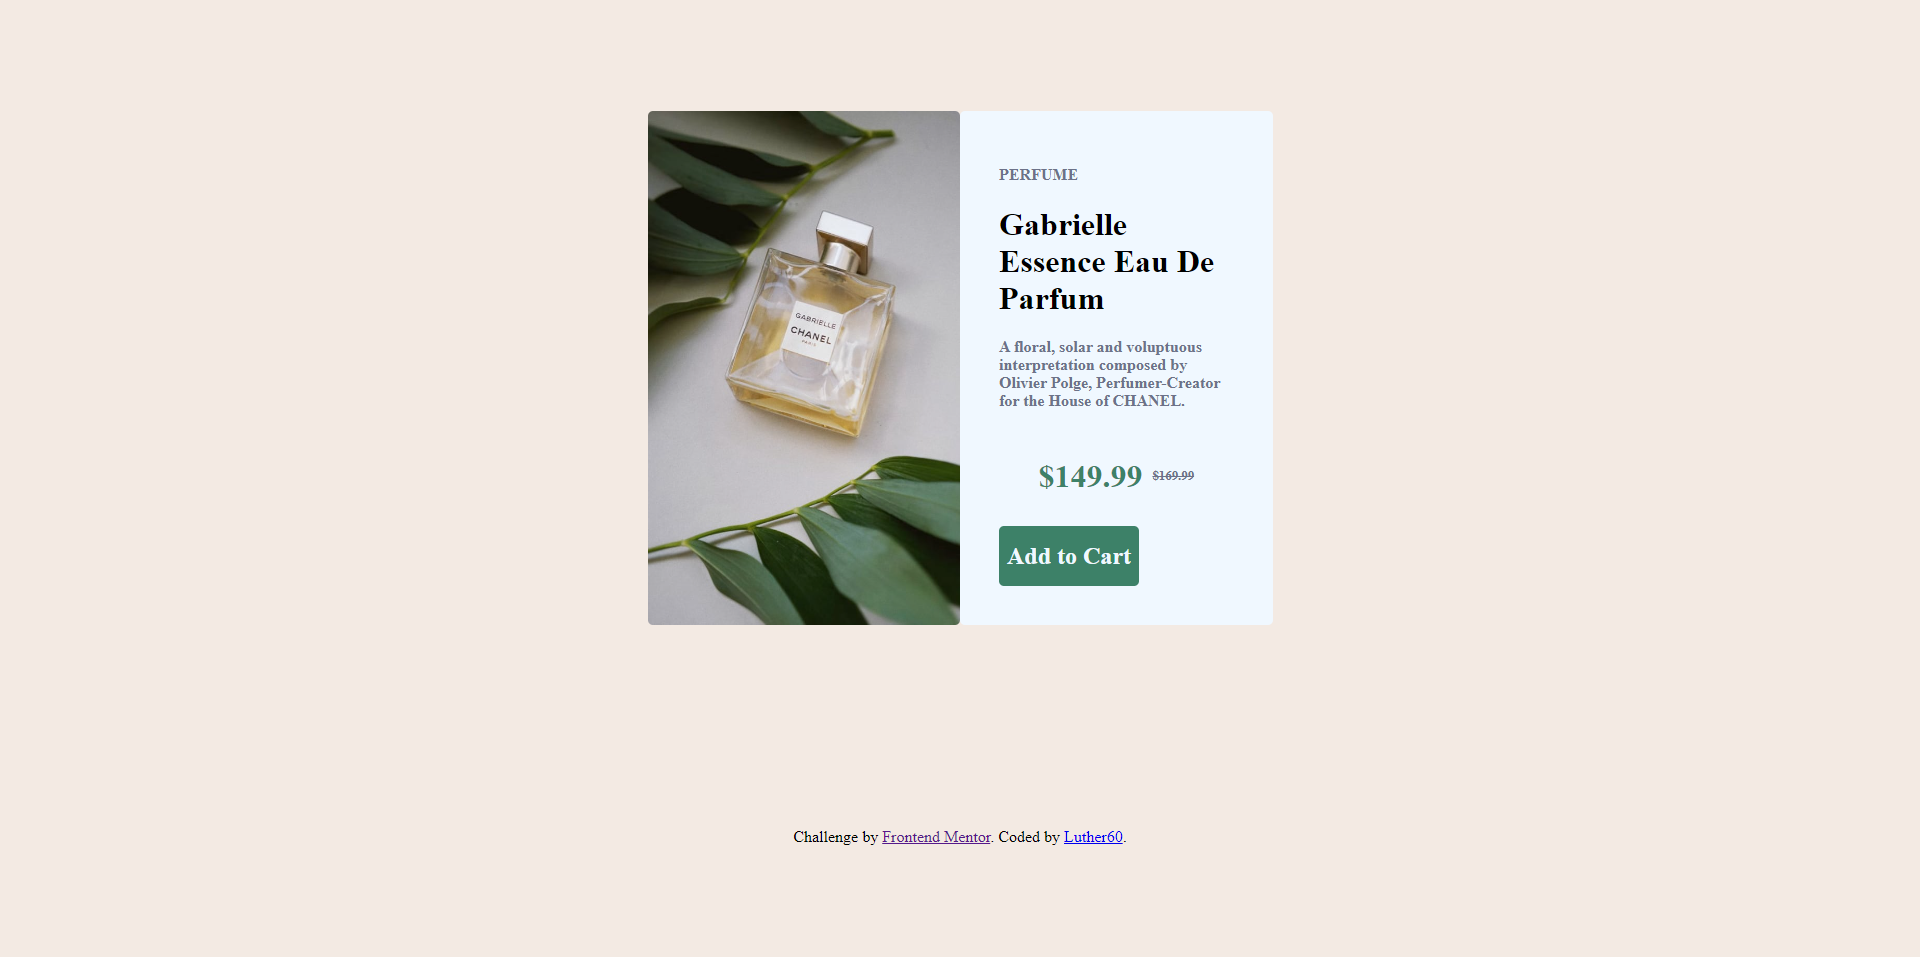 GABRIELLE
CHANEL
PARIS
PERFUME
Gabrielle
Essence Eau De
Parfum
A floral, solar and voluptuous
interpretation composed by
Olivier Polge, Perfumer-Creator
for the House of CHANEL.
$149.99 $169.99
Add to Cart
Challenge by Frontend Mentor. Coded by Luther60.